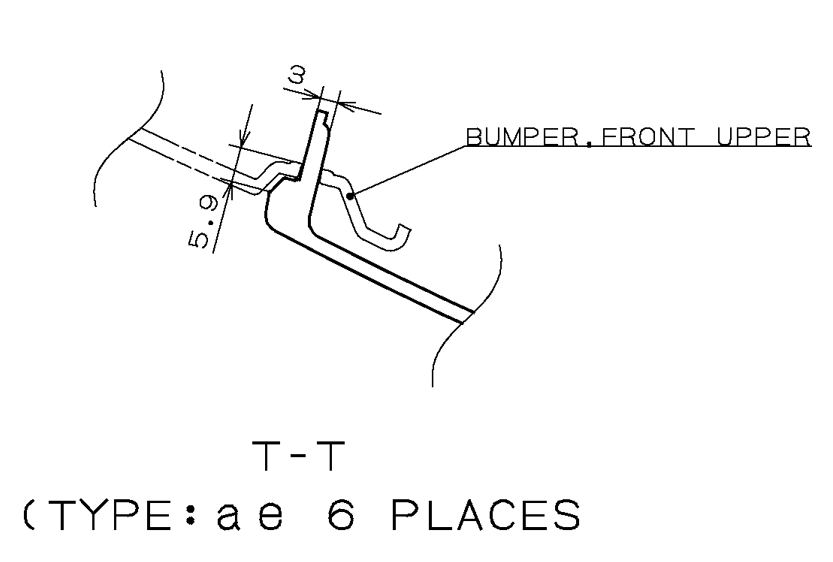 3
BUMPER,FRONT UPPER
5.9
T-T
(TYPE:ae 6 PLACES